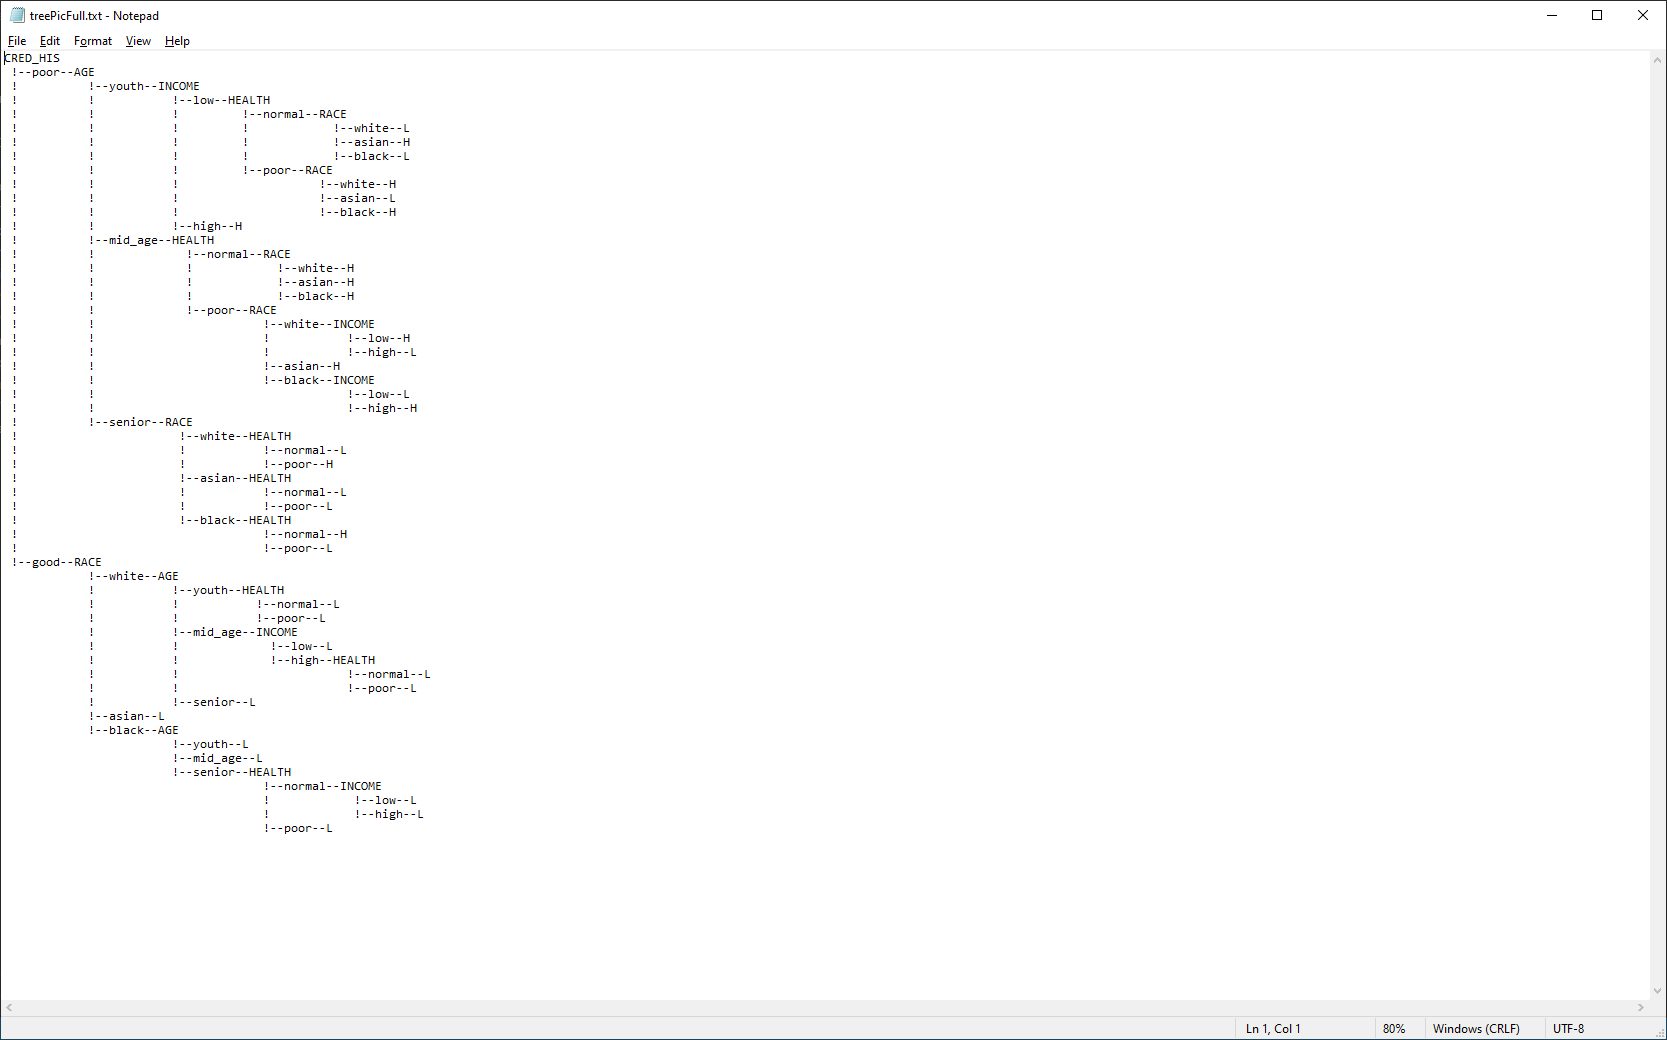 treePicFull.txt - Notepad
File Edit Format View Help
CRED_HIS
 !--poor--AGE
 !          !--youth--INCOME
 !          !           !--low--HEALTH
 !          !           !         !--normal--RACE
 !          !           !         !            !--white--L
 !          !           !         !            !--asian--H
 !          !           !         !            !--black--L
 !          !           !         !--poor--RACE
 !          !           !                    !--white--H
 !          !           !                    !--asian--L
 !          !           !                    !--black--H
 !          !           !--high--H
 !          !--mid_age--HEALTH
 !          !             !--normal--RACE
 !          !             !            !--white--H
 !          !             !            !--asian--H
 !          !             !            !--black--H
 !          !             !--poor--RACE
 !          !                        !--white--INCOME
 !          !                        !           !--low--H
 !          !                        !           !--high--L
 !          !                        !--asian--H
 !          !                        !--black--INCOME
 !          !                                    !--low--L
 !          !                                    !--high--H
 !          !--senior--RACE
 !                       !--white--HEALTH
 !                       !           !--normal--L
 !                       !           !--poor--H
 !                       !--asian--HEALTH
 !                       !           !--normal--L
 !                       !           !--poor--L
 !                       !--black--HEALTH
 !                                   !--normal--H
 !                                   !--poor--L
 !--good--RACE
            !--white--AGE
            !           !--youth--HEALTH
            !           !           !--normal--L
            !           !           !--poor--L
            !           !--mid_age--INCOME
            !           !             !--low--L
            !           !             !--high--HEALTH
            !           !                        !--normal--L
            !           !                        !--poor--L
            !           !--senior--L
            !--asian--L
            !--black--AGE
                        !--youth--L
                        !--mid_age--L
                        !--senior--HEALTH
                                     !--normal--INCOME
                                     !            !--low--L
                                     !            !--high--L
                                     !--poor--L
Ln 1, Col 1 80% Windows (CRLF) UTF-8